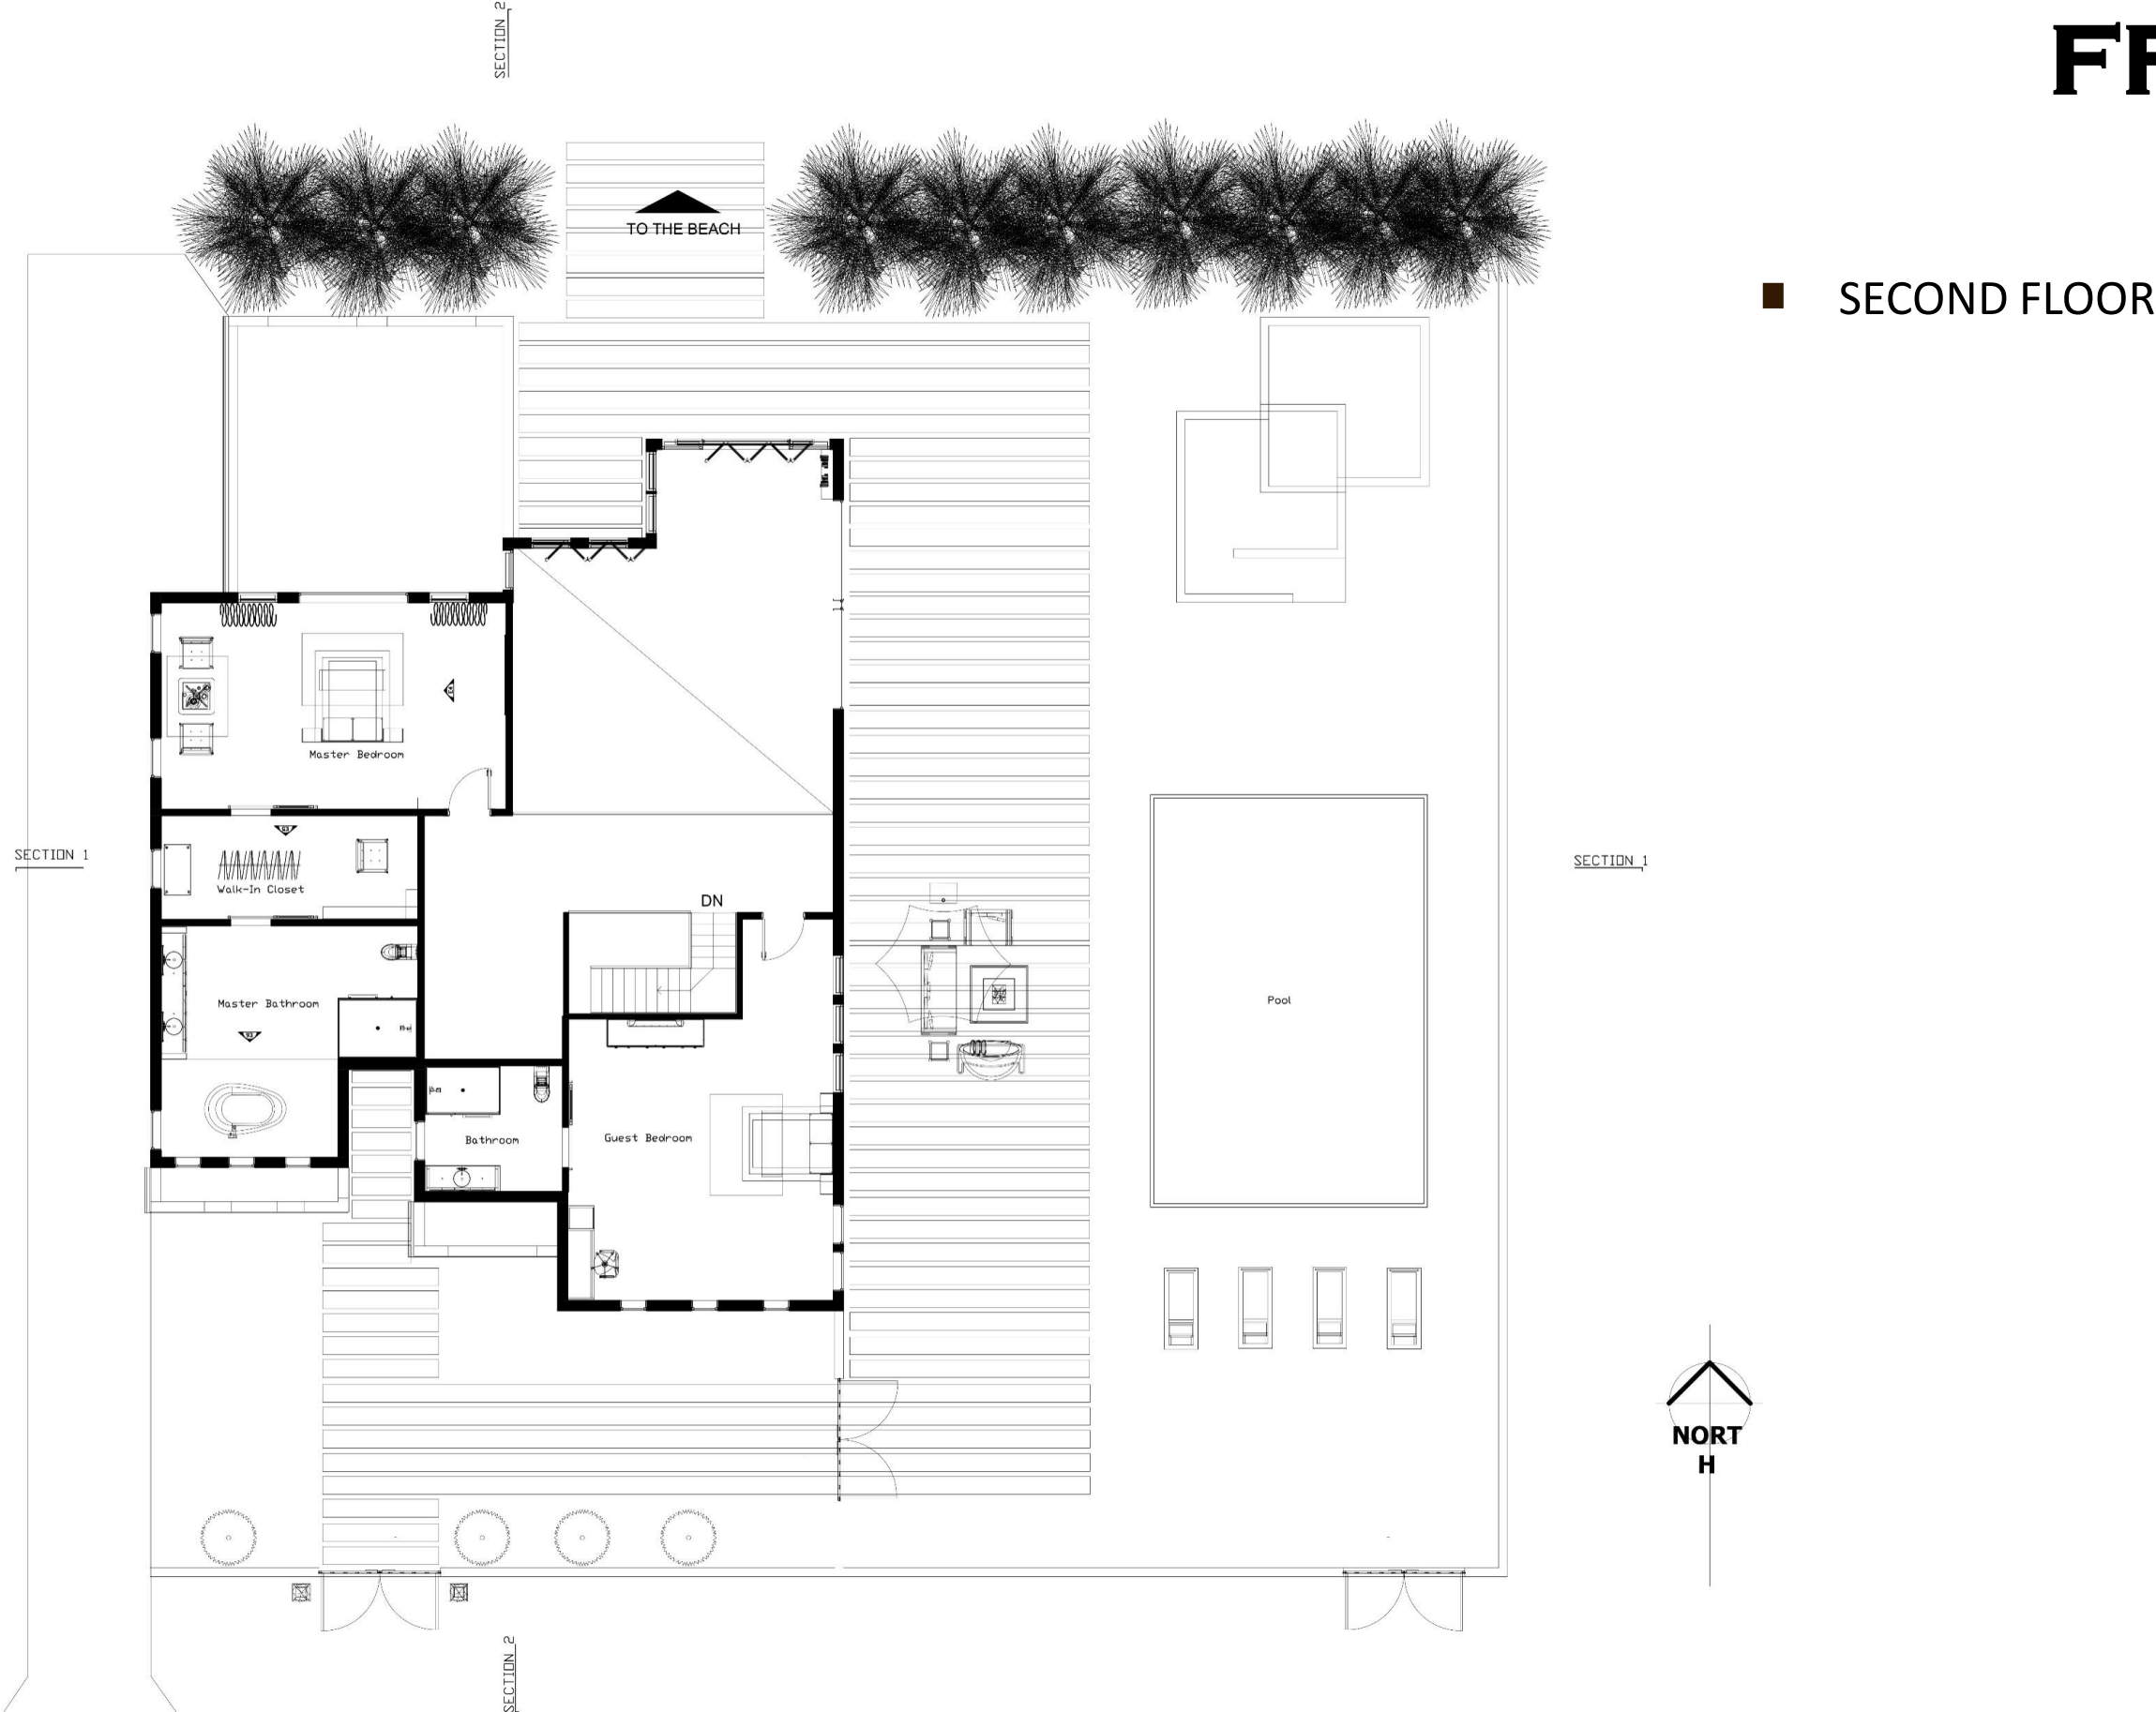 SECTION 2
FF
TO THE BEACH
SECOND FLOOR
Master Bedroom
SECTION 1
SECTION 1
Walk-In Closet
DN
Master Bathroom
Pool
Bathroom
Guest Bedroom
NORT
H
SECTION 2